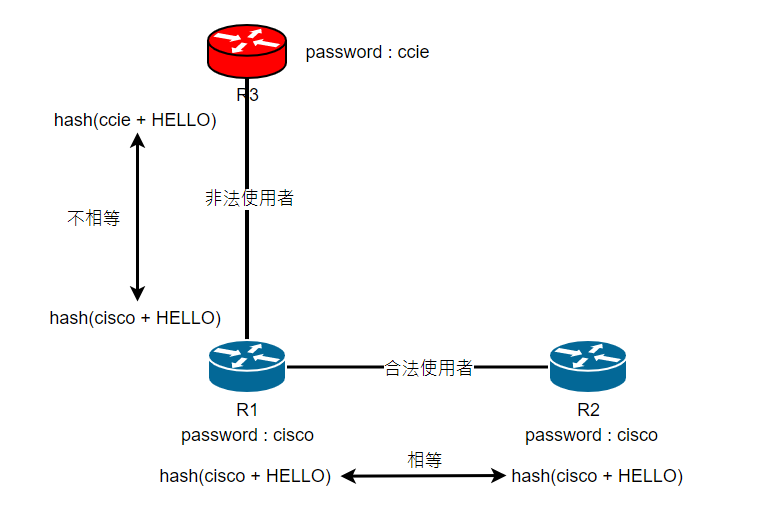 password : ccie
R3
hash(ccie + HELLO)
非法使用者
不相等
hash(cisco + HELLO)
合法使用者
R1
R2
password : cisco
password : cisco
相等
hash(cisco + HELLO)
hash(cisco + HELLO)